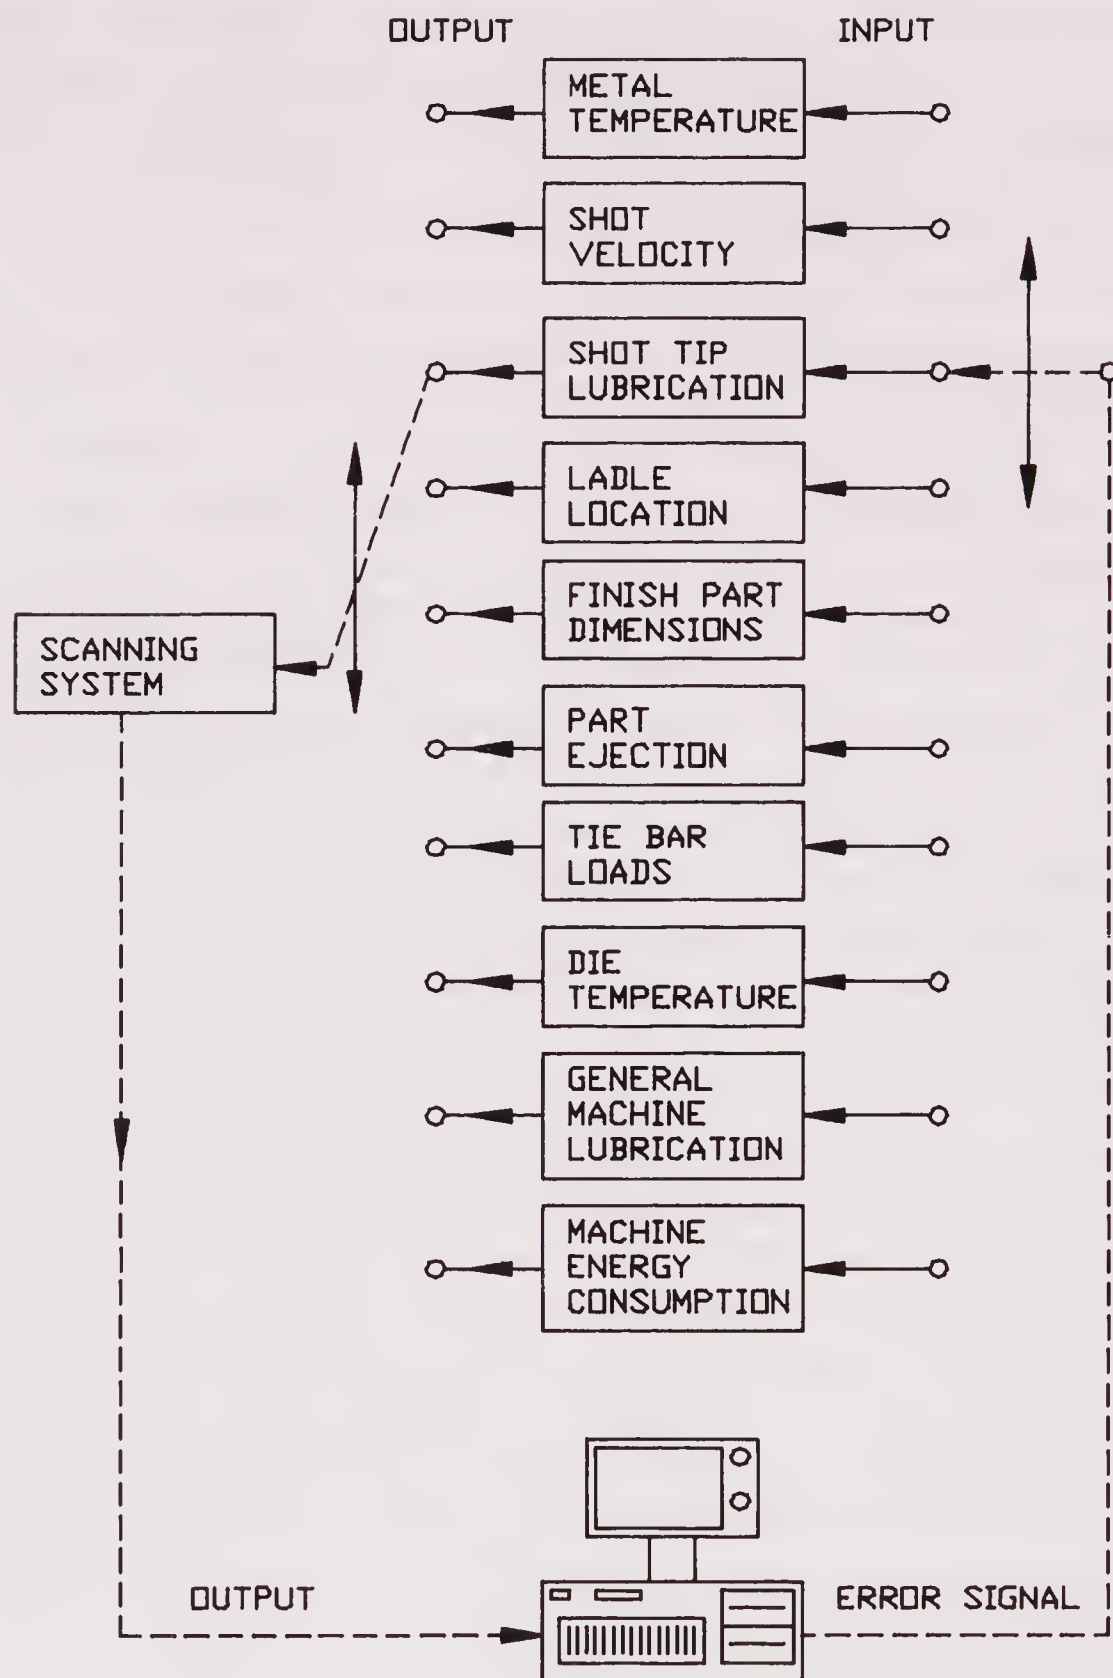 OUTPUT
INPUT
METAL
TEMPERATURE
SHOT
VELOCITY
SHOT TIP
LUBRICATION
LADLE
LOCATION
FINISH PART
DIMENSIONS
SCANNING
SYSTEM
PART
EJECTION
TIE BAR
LOADS
DIE
TEMPERATURE
GENERAL
MACHINE
LUBRICATION
MACHINE
ENERGY
CONSUMPTION
OUTPUT
ERROR SIGNAL